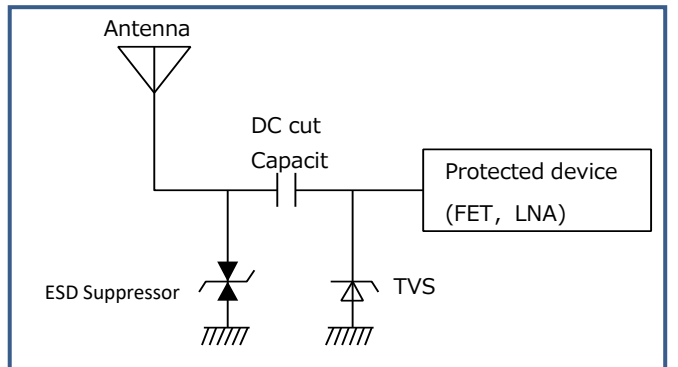 Antenna
DC cut
Capacit
Protected device
(FET, LNA)
ESD Suppressor
TVS